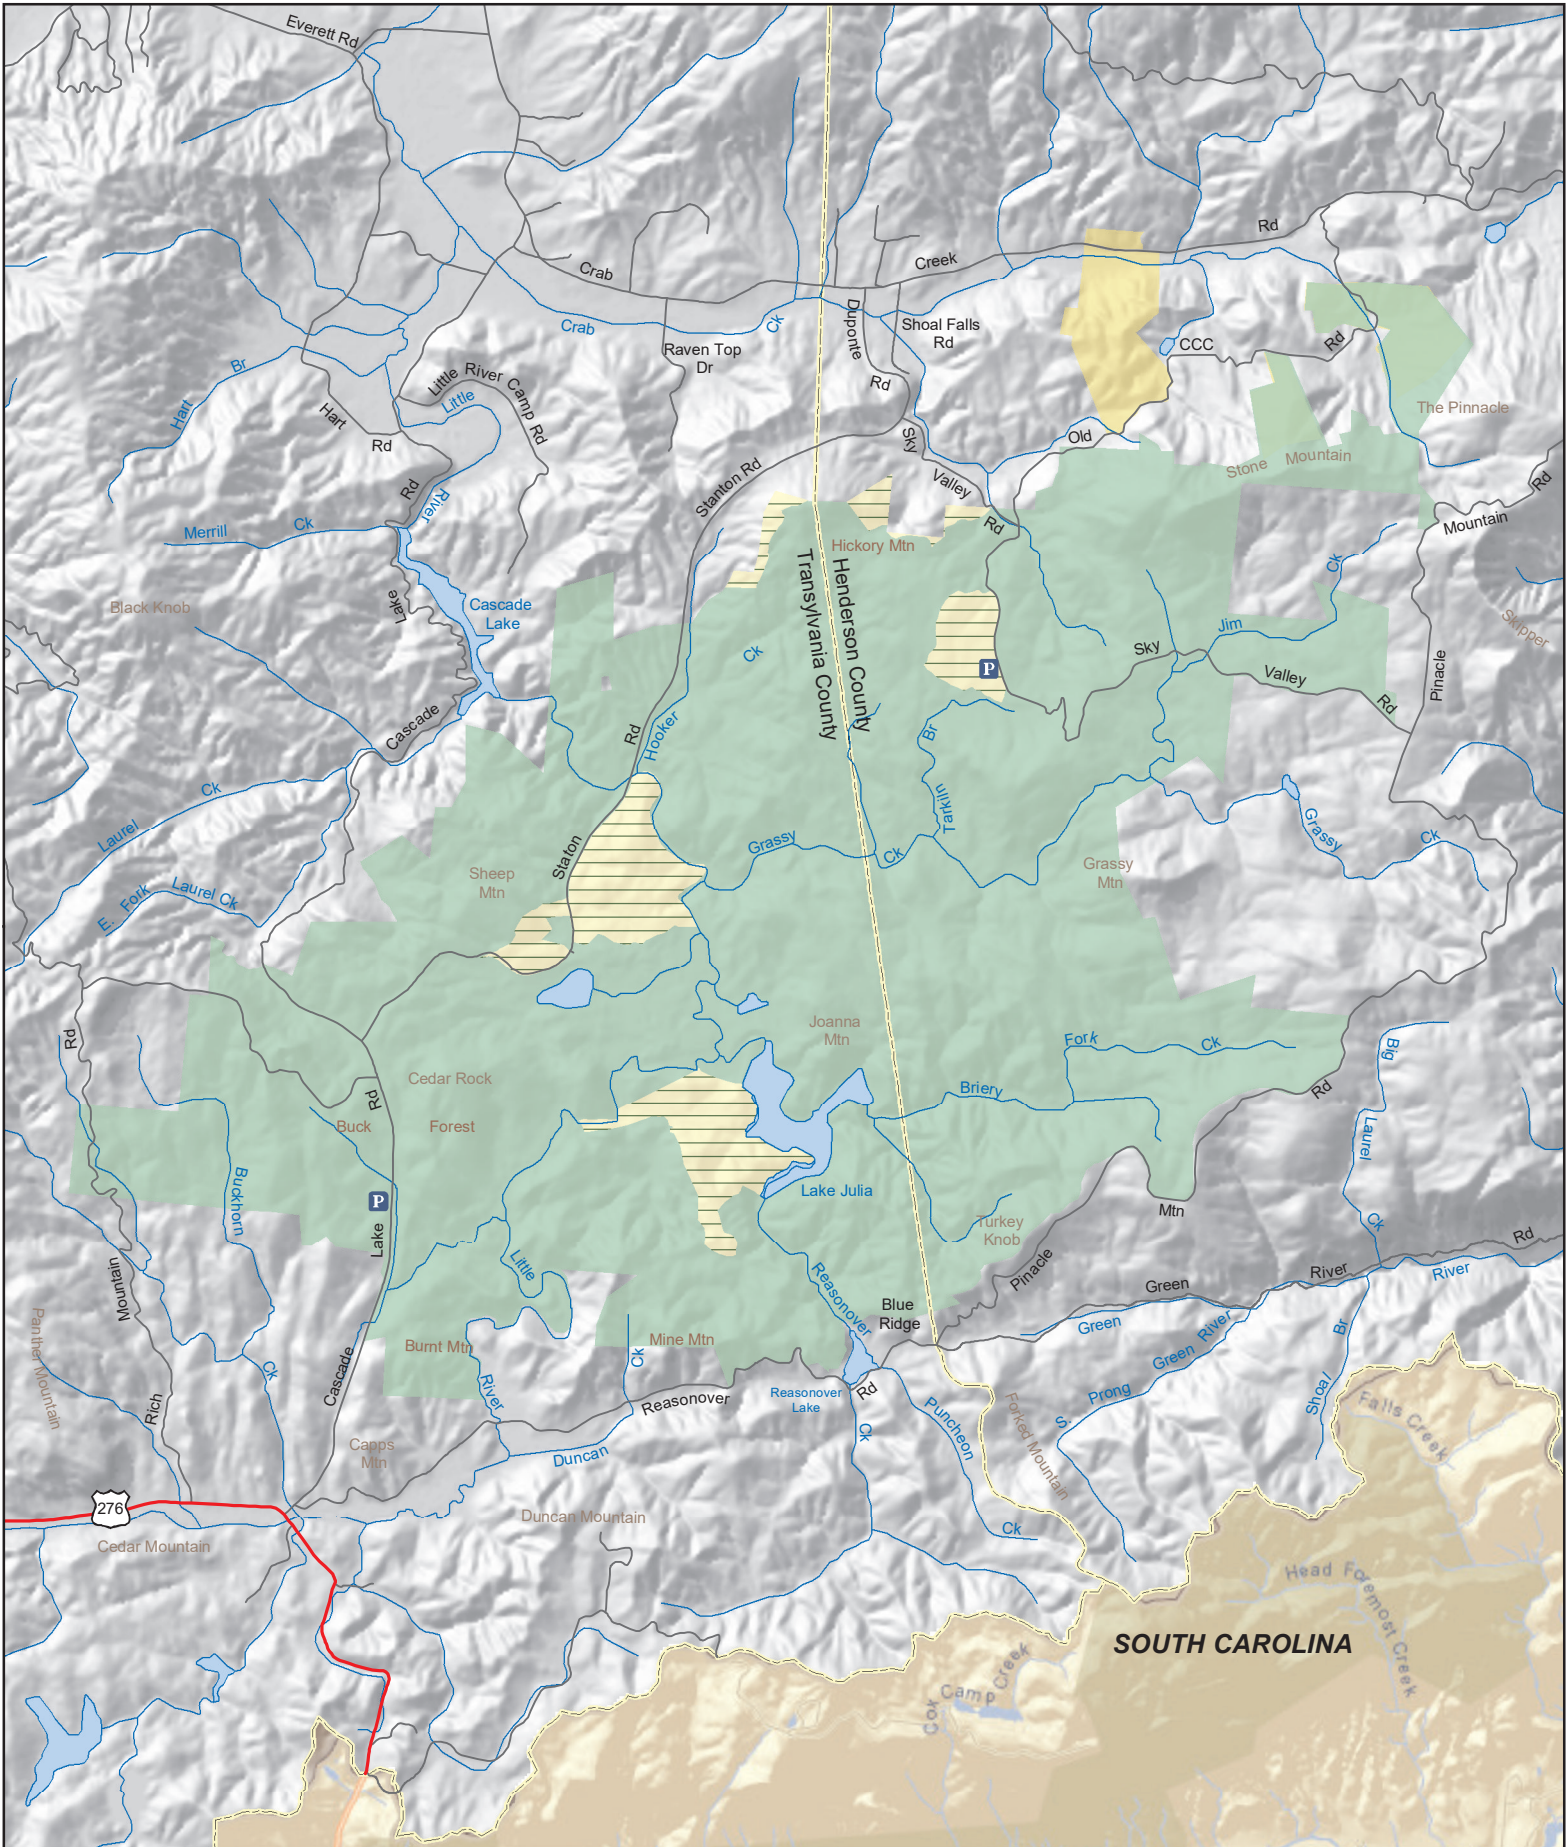 Everett Rd
Rd
Crab
Creek
Crab
Ck
Duponte
Rd
Shoal Falls
Rd
Raven Top
Dr
CCC
Rd
Hart
Br
Little River Camp Rd
Little
River
Hart
Rd
Rd
The Pinnacle
Stone Mountain
Old
Sky
Valley
Rd
Stanton Rd
Rd
Mountain
Merrill
Ck
Hickory Mtn
Transylvania County
Henderson County
Ck
Jim
Skipper
Black Knob
Lake
Cascade
Lake
Ck
P
Sky
Valley
Rd
Pinacle
Cascade
Rd
Hooker
Br
Tarkiln
Laurel
Ck
Grassy
Ck
Grassy
Ck
Grassy
Mtn
Staton
Sheep
Mtn
E. Fork
Laurel Ck
Joanna
Mtn
Rd
Fork
Ck
Big
Laurel
Ck
Briery
Rd
Cedar Rock
Rd
Buck
Forest
Buckhorn
P
Lake
Lake Julia
Turkey
Knob
Mtn
Pinacle
Rd
River
River
Green
Green
Green River
S. Prong
Shoal
Br
Mountain
Little
Reasonover
Blue
Ridge
Panther Mountain
Burnt Mtn
Mine Mtn
Ck
Ck
Cascade
River
Rich
Reasonover
Reasonover
Lake
Rd
Ck
Puncheon
Forked Mountain
Falls Creek
Capps
Mtn
Duncan
276
Duncan Mountain
Ck
Cedar Mountain
Head Foremost Creek
SOUTH CAROLINA
Cox Camp Creek